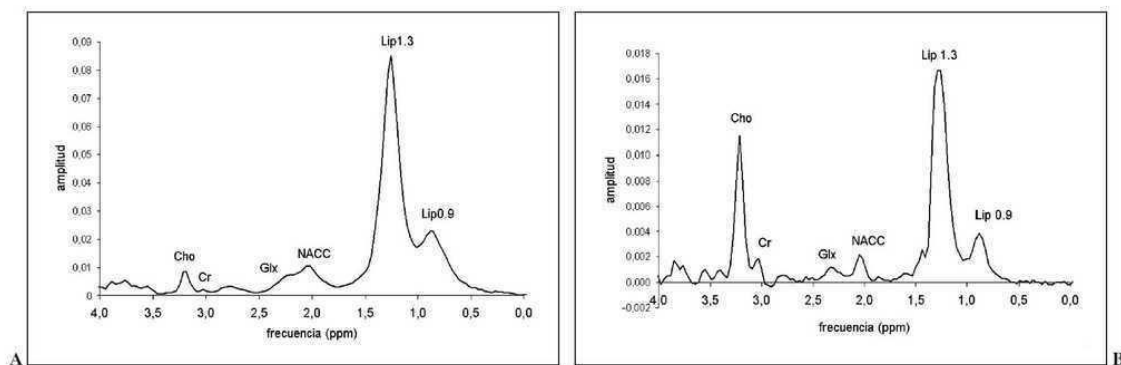 A
amplitud
0,09
0,08
0,07
0,06
0,05
0,04
0,03
0,02
0,01
0
Lip1.3
Lip0.9
NACC
Glx
Cho
Cr
4,0 3,5 3,0 2,5 2,0 1,5 1,0 0,5 0,0
frecuencia (ppm)
B
amplitud
0,018
0,016
0,014
0,012
0,010
0,008
0,006
0,004
0,002
0,000
-0,002
Lip 1.3
Cho
Lip 0.9
Cr
NACC
Glx
4,0 3,5 3,0 2,5 2,0 1,5 1,0 0,5 0,0
frecuencia (ppm)